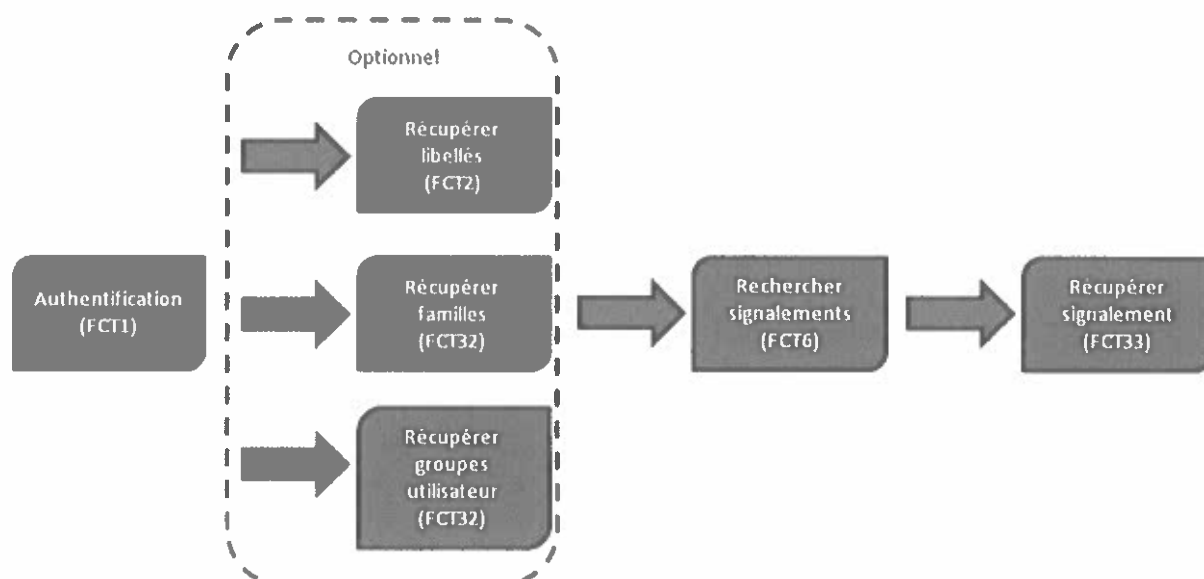 Optionnel
Récupérer
libellés
(FCT2)
Authentification
(FCT1)
Récupérer
familles
(FCT32)
Rechercher
signalements
(FCT6)
Récupérer
signalement
(FCT33)
Récupérer
groupes
utilisateur
(FCT32)